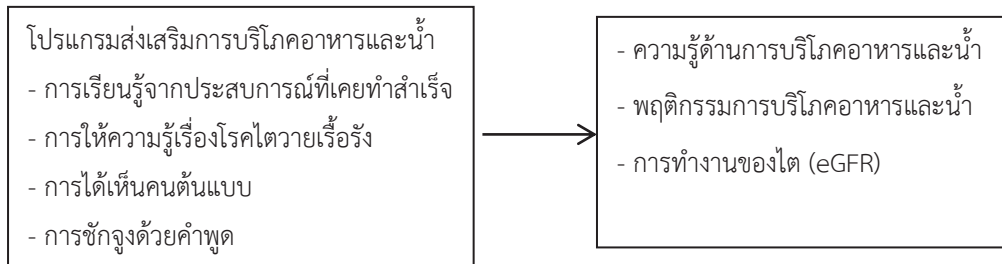 โปรแกรมส่งเสริมการบริโภคอาหารและน้ำ
- การเรียนรู้จากประสบการณ์ที่เคยทำสำเร็จ
- การให้ความรู้เรื่องโรคไตวายเรื้อรัง
- การได้เห็นคนต้นแบบ
- การชักจูงด้วยคำพูด
- ความรู้ด้านการบริโภคอาหารและน้ำ
- พฤติกรรมการบริโภคอาหารและน้ำ
- การทำงานของไต (eGFR)